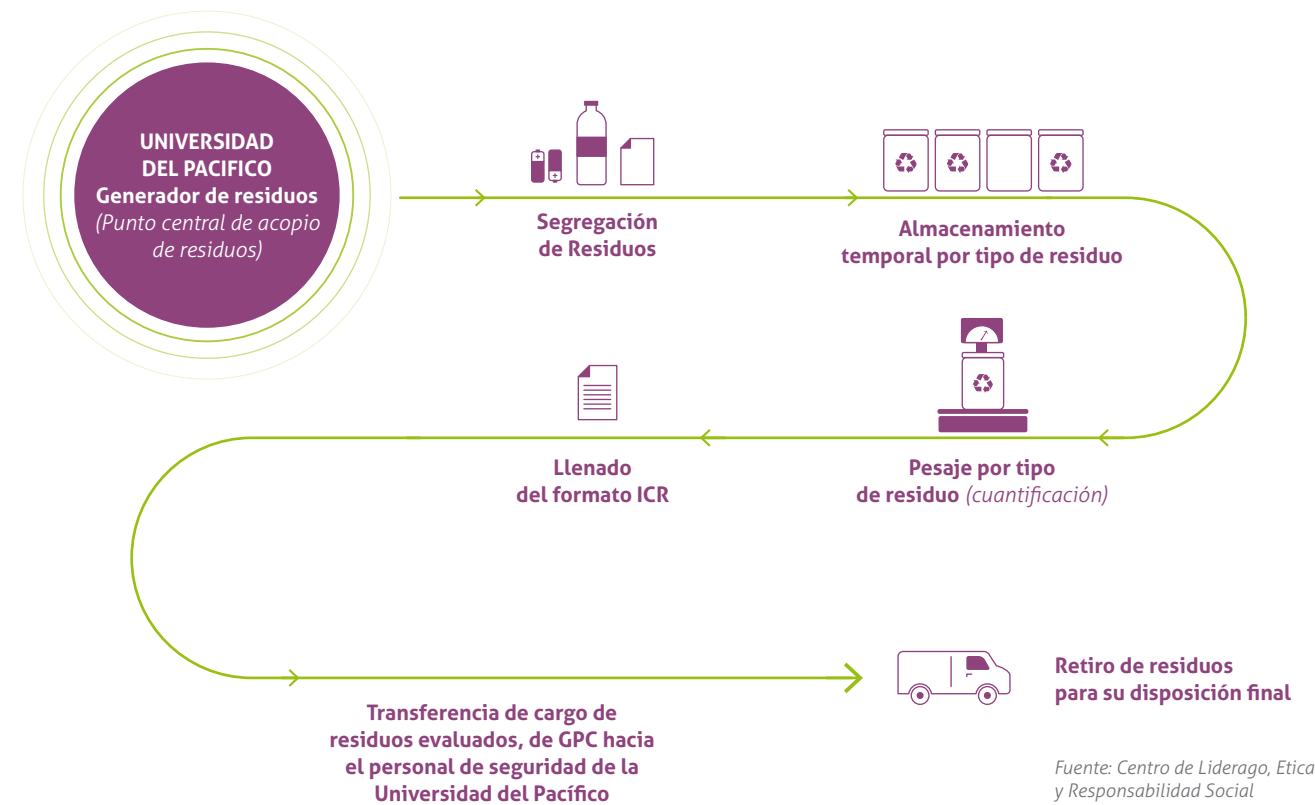 UNIVERSIDAD
DEL PACIFICO
Generador de residuos
(Punto central de acopio
de residuos)
Segregación
de Residuos
Almacenamiento
temporal por tipo de residuo
Llenado
del formato ICR
Pesaje por tipo
de residuo (cuantificación)
Transferencia de cargo de
residuos evaluados, de GPC hacia
el personal de seguridad de la
Universidad del Pacífico
Retiro de residuos
para su disposición final
Fuente: Centro de Liderago, Etica
y Responsabilidad Social